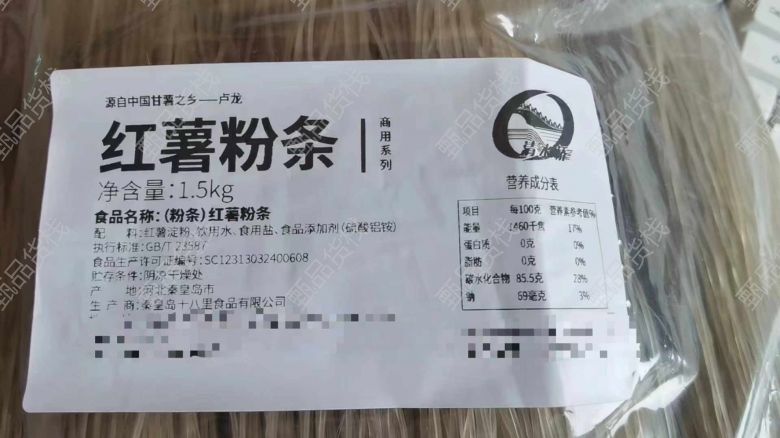 源自中国甘薯之乡——卢龙
红薯粉条
商用系列
净含量:1.5kg
食品名称:(粉条)红薯粉条
配 料:红薯淀粉、饮用水、食用盐、食品添加剂(硫酸铝铵)
执行标准:GB/T 23587
食品生产许可证编号:SC12313032400608
贮存条件:阴凉干燥处
产 地:河北秦皇岛市
生 产 商:秦皇岛十八里食品有限公司
营养成分表
项目 每100克 营养素参考值%
能量 1460千焦 17%
蛋白质 0克 0%
脂肪 0克 0%
碳水化合物 85.5克 28%
钠 69毫克 3%
甄品货栈